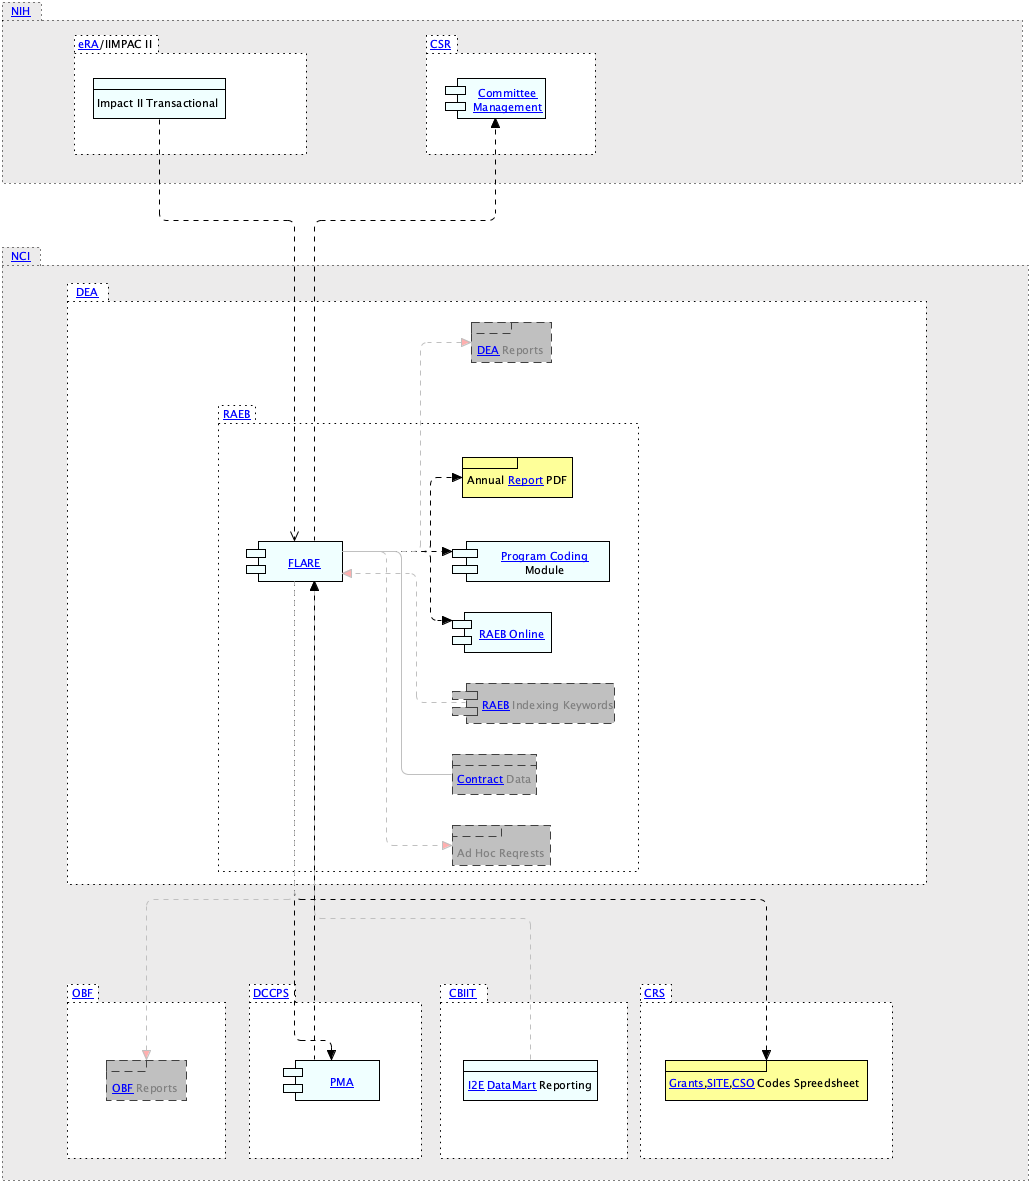 NIH
eRA/IIMPAC II
CSR
Impact II Transactional
Committee
Management
NCI
DEA
DEA Reports
RAEB
Annual Report PDF
FLARE
Program Coding
Module
RAEB Online
RAEB Indexing Keywords
Contract Data
Ad Hoc Reqrests
OBF
DCCPS
CBIIT
CRS
OBF Reports
PMA
I2E DataMart Reporting
Grants,SITE,CSO Codes Spreedsheet